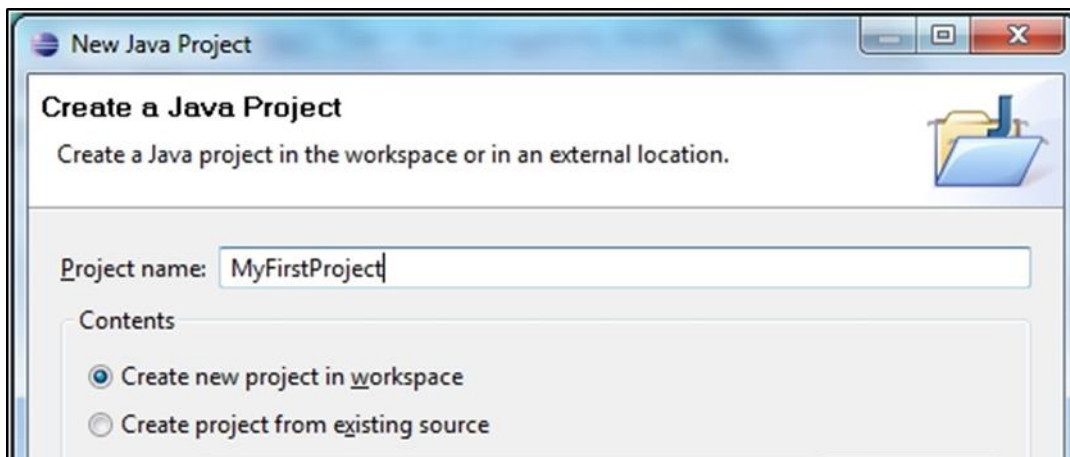 New Java Project
Create a Java Project
Create a Java project in the workspace or in an external location.
Project name: MyFirstProject
Contents
Create new project in workspace
Create project from existing source